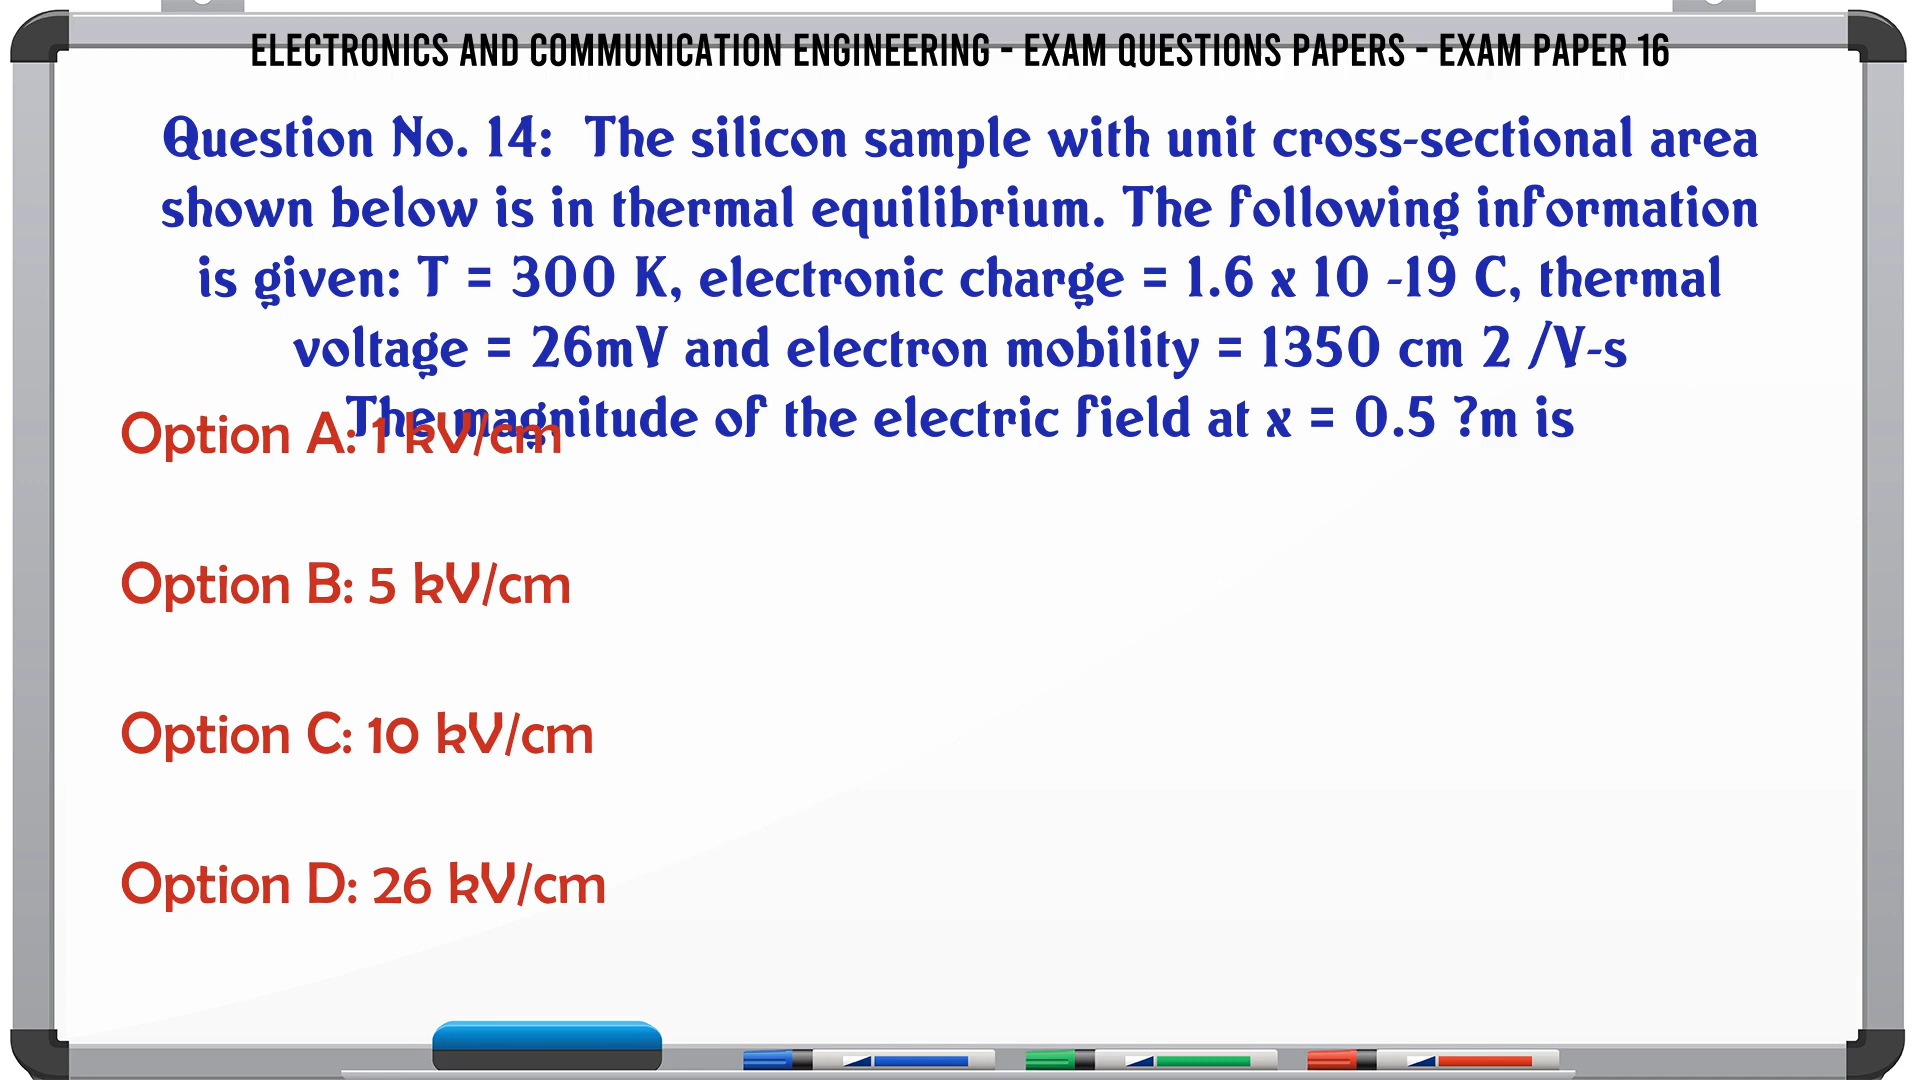 ELECTRONICS AND COMMUNICATION ENGINEERING - EXAM QUESTIONS PAPERS - EXAM PAPER 16
Question No. 14: The silicon sample with unit cross-sectional area
shown below is in thermal equilibrium. The following information
is given: T = 300 K, electronic charge = 1.6 x 10 -19 C, thermal
voltage = 26mV and electron mobility = 1350 cm 2 /V-s
The magnitude of the electric field at x = 0.5 ?m is
Option A: 1 kV/cm
Option B: 5 kV/cm
Option C: 10 kV/cm
Option D: 26 kV/cm